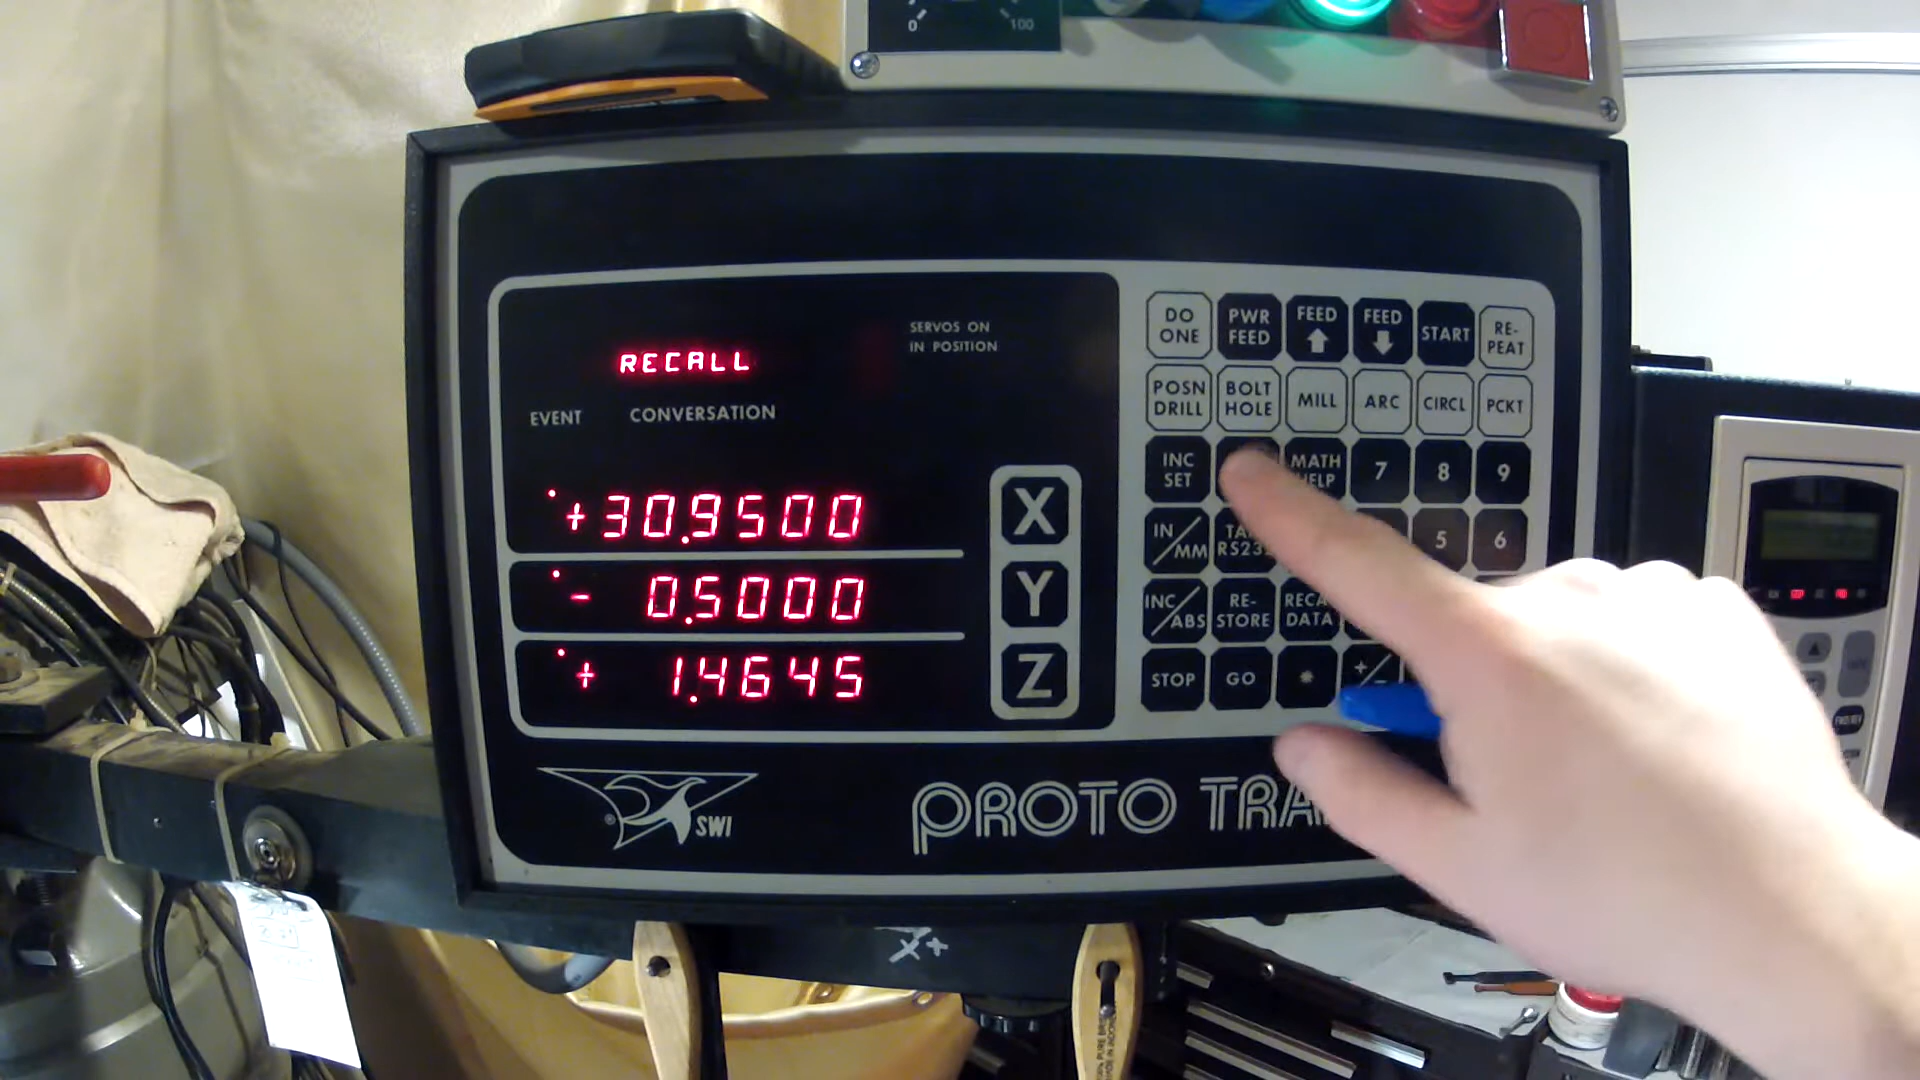 0 100
RECALL
SERVOS ON
IN POSITION
EVENT CONVERSATION
+30.9500
- 0.5000
+ 1.4645
X
Y
Z
DO
ONE
PWR
FEED
FEED
FEED
START
RE-
PEAT
POSN
DRILL
BOLT
HOLE
MILL
ARC
CIRCL
PCKT
INC
SET
MATH
7
8
9
IN/MM
5
6
INC/ABS
RE-
STORE
DATA
STOP
GO
*
+/-
® SWI
PROTO
X+